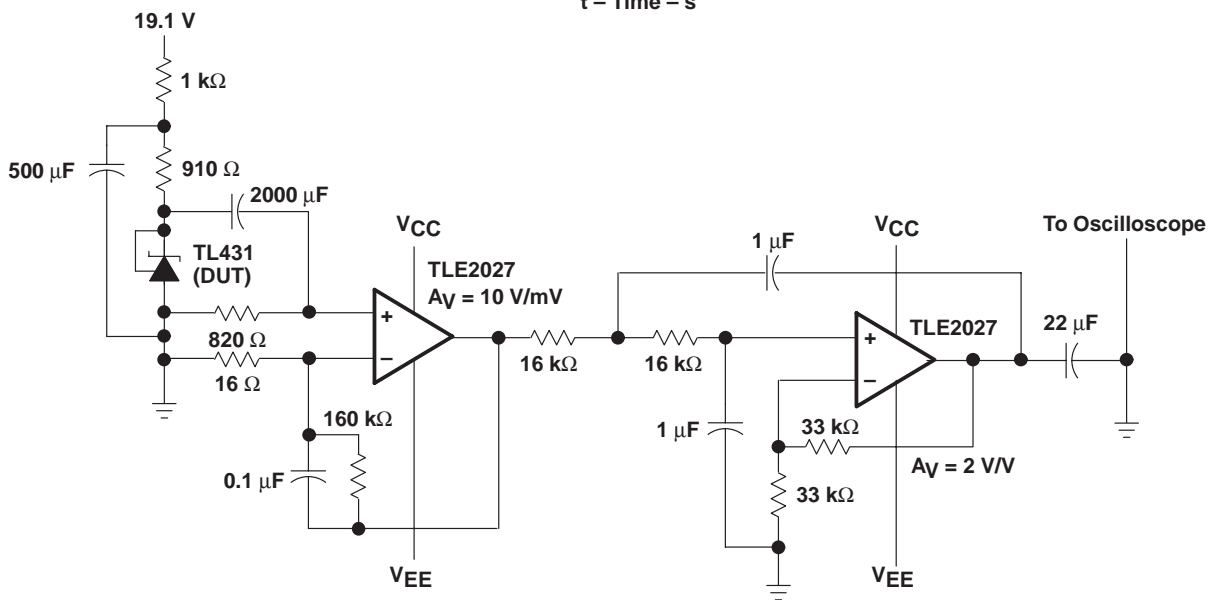 t – Time – s
19.1 V
1 kΩ
500 μF
910 Ω
2000 μF
TL431
(DUT)
820 Ω
16 Ω
VCC
TLE2027
AV = 10 V/mV
160 kΩ
0.1 μF
VEE
16 kΩ
16 kΩ
1 μF
1 μF
VCC
TLE2027
33 kΩ
AV = 2 V/V
33 kΩ
VEE
22 μF
To Oscilloscope
+
−
+
−